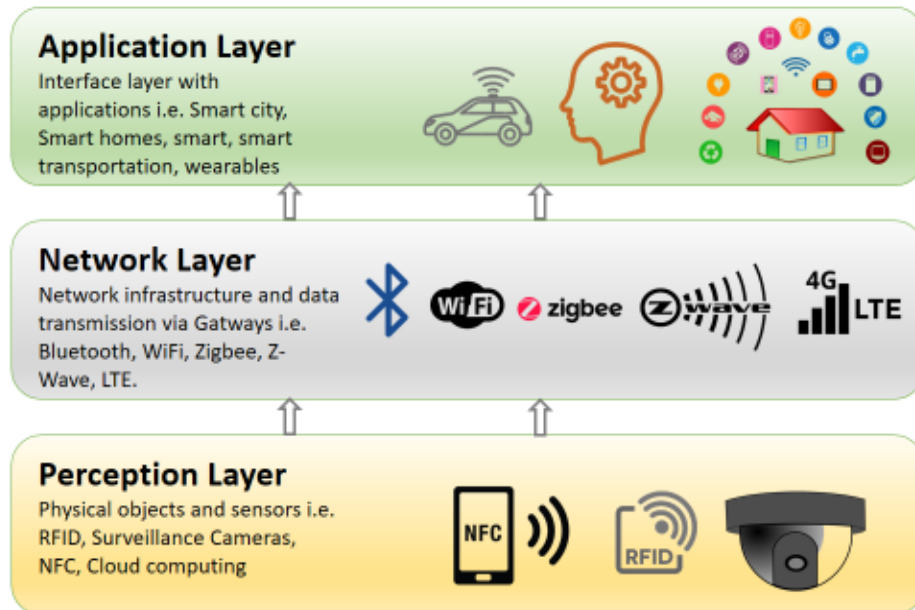 Application Layer
Interface layer with
applications i.e. Smart city,
Smart homes, smart, smart
transportation, wearables
Network Layer
Network infrastructure and data
transmission via Gatways i.e.
Bluetooth, WiFi, Zigbee, Z-
Wave, LTE.
WiFi
zigbee
Z wave
4G
LTE
Perception Layer
Physical objects and sensors i.e.
RFID, Surveillance Cameras,
NFC, Cloud computing
NFC
RFID